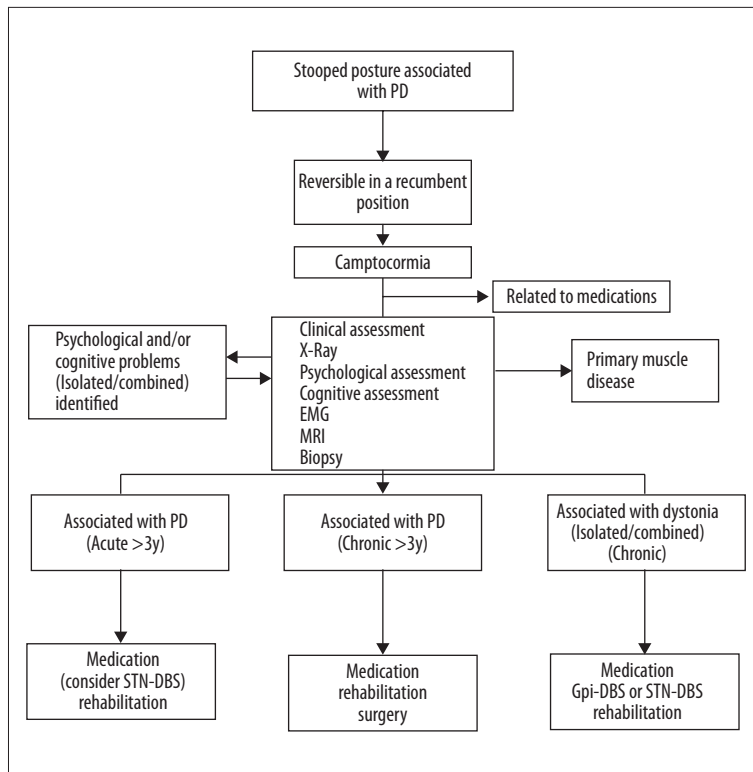 Stooped posture associated
with PD
Reversible in a recumbent
position
Camptocormia
Related to medications
Psychological and/or
cognitive problems
(Isolated/combined)
identified
Clinical assessment
X-Ray
Psychological assessment
Cognitive assessment
EMG
MRI
Biopsy
Primary muscle
disease
Associated with PD
(Acute >3y)
Associated with PD
(Chronic >3y)
Associated with dystonia
(Isolated/combined)
(Chronic)
Medication
(consider STN-DBS)
rehabilitation
Medication
rehabilitation
surgery
Medication
Gpi-DBS or STN-DBS
rehabilitation